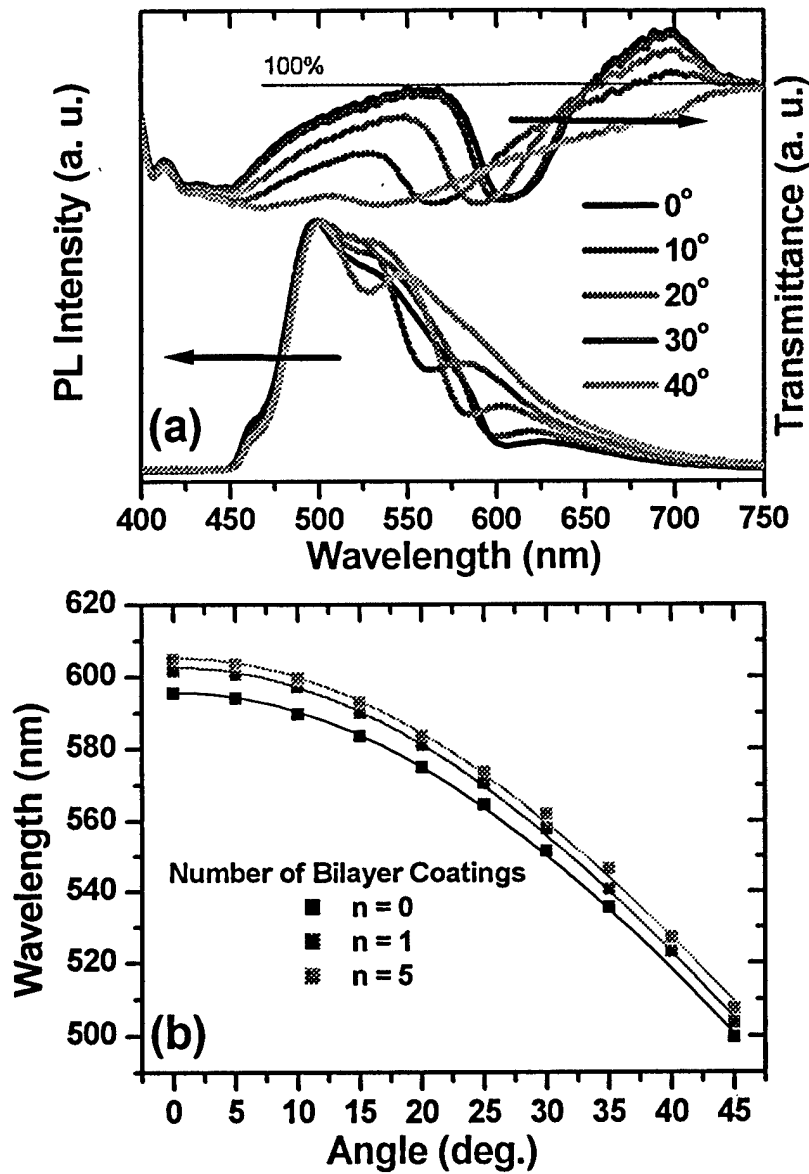 100%
PL Intensity (a. u.)
Transmittance (a. u.)
0°
10°
20°
30°
40°
(a)
400 450 500 550 600 650 700 750
Wavelength (nm)
620
600
580
560
540
520
500
Wavelength (nm)
Number of Bilayer Coatings
n = 0
n = 1
n = 5
(b)
0 5 10 15 20 25 30 35 40 45
Angle (deg.)